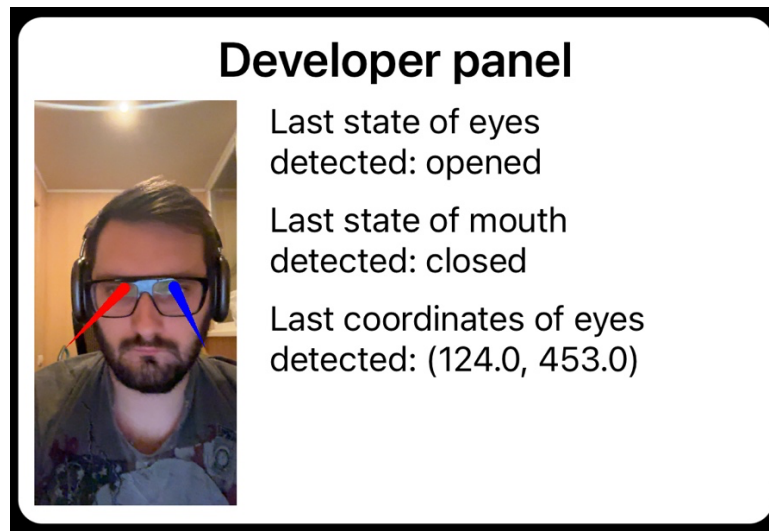 Developer panel
Last state of eyes
detected: opened
Last state of mouth
detected: closed
Last coordinates of eyes
detected: (124.0, 453.0)